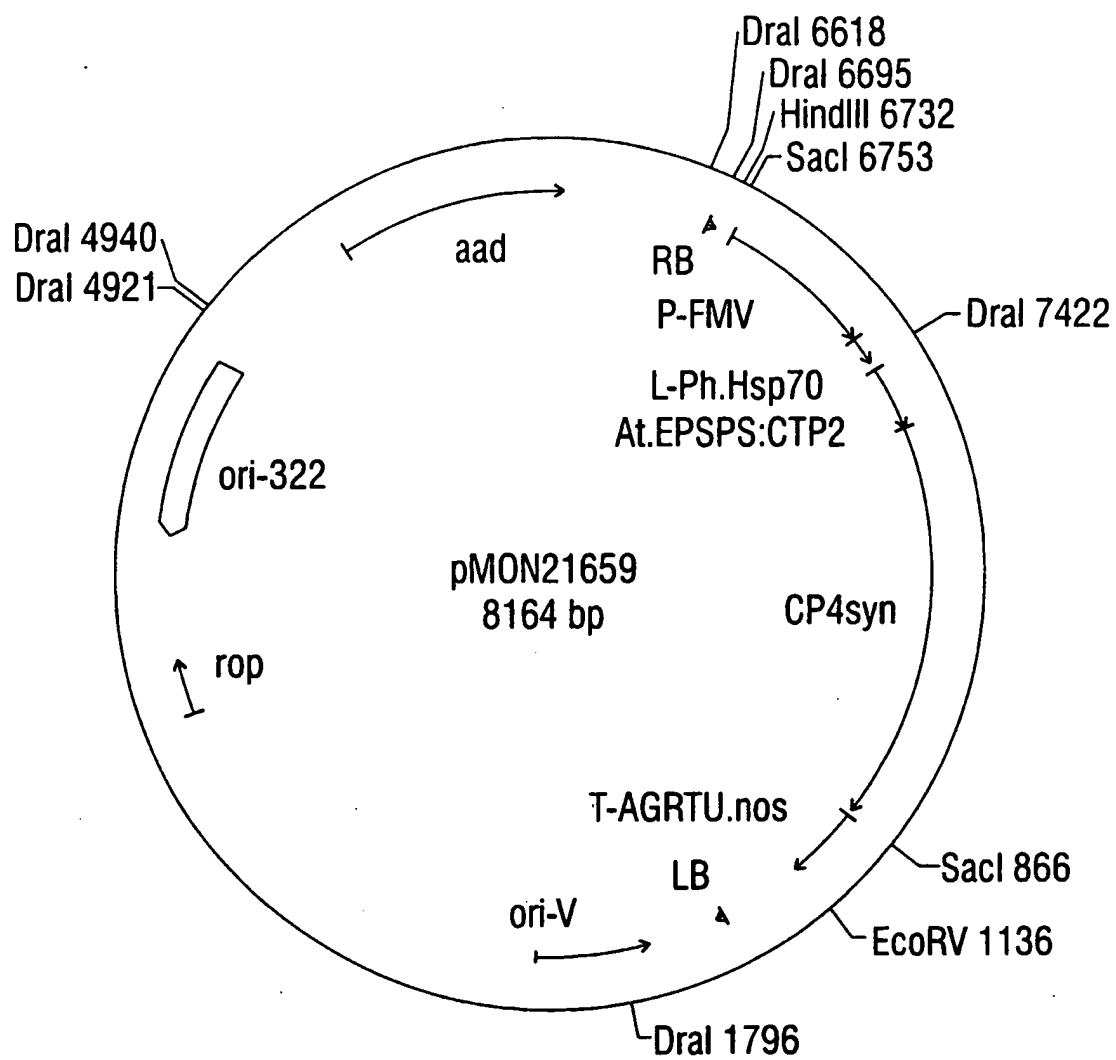 DraI 6618
DraI 6695
HindIII 6732
SacI 6753
DraI 4940
DraI 4921
aad
RB
P-FMV
DraI 7422
L-Ph.Hsp70
At.EPSPS:CTP2
ori-322
pMON21659
8164 bp
CP4syn
rop
T-AGRTU.nos
LB
SacI 866
ori-V
EcoRV 1136
DraI 1796